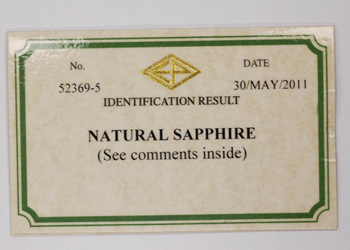 No. DATE
52369-5 30/MAY/2011
IDENTIFICATION RESULT
NATURAL SAPPHIRE
(See comments inside)